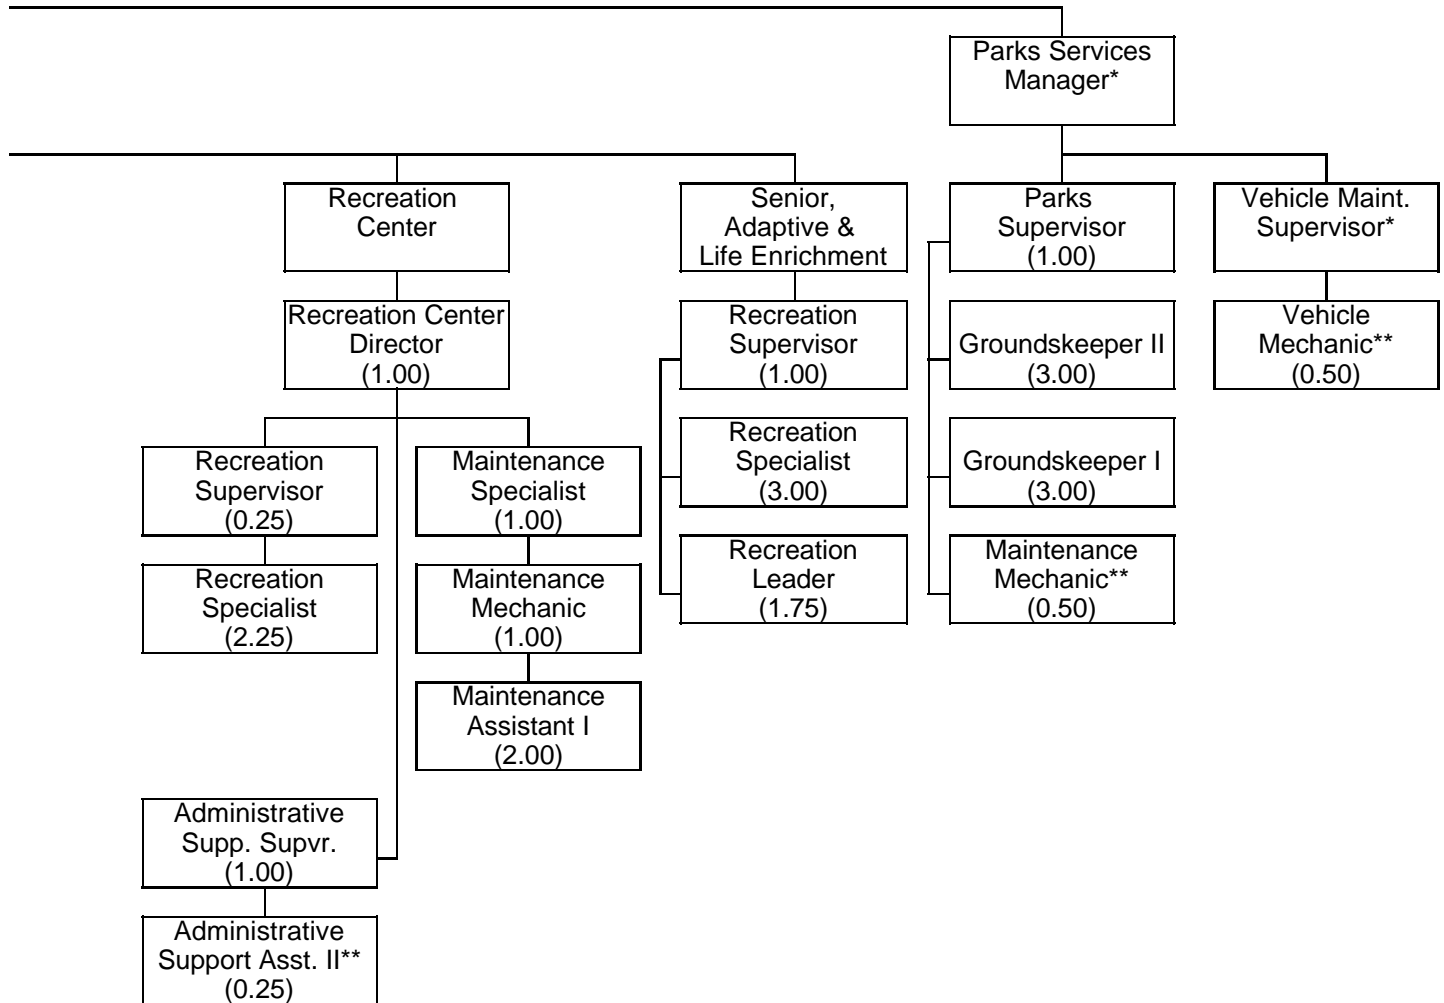 Parks Services
Manager*
Recreation
Center
Senior,
Adaptive &
Life Enrichment
Parks
Supervisor
(1.00)
Vehicle Maint.
Supervisor*
Recreation Center
Director
(1.00)
Recreation
Supervisor
(1.00)
Groundskeeper II
(3.00)
Vehicle
Mechanic**
(0.50)
Recreation
Supervisor
(0.25)
Maintenance
Specialist
(1.00)
Recreation
Specialist
(3.00)
Groundskeeper I
(3.00)
Recreation
Specialist
(2.25)
Maintenance
Mechanic
(1.00)
Recreation
Leader
(1.75)
Maintenance
Mechanic**
(0.50)
Maintenance
Assistant I
(2.00)
Administrative
Supp. Supvr.
(1.00)
Administrative
Support Asst. II**
(0.25)